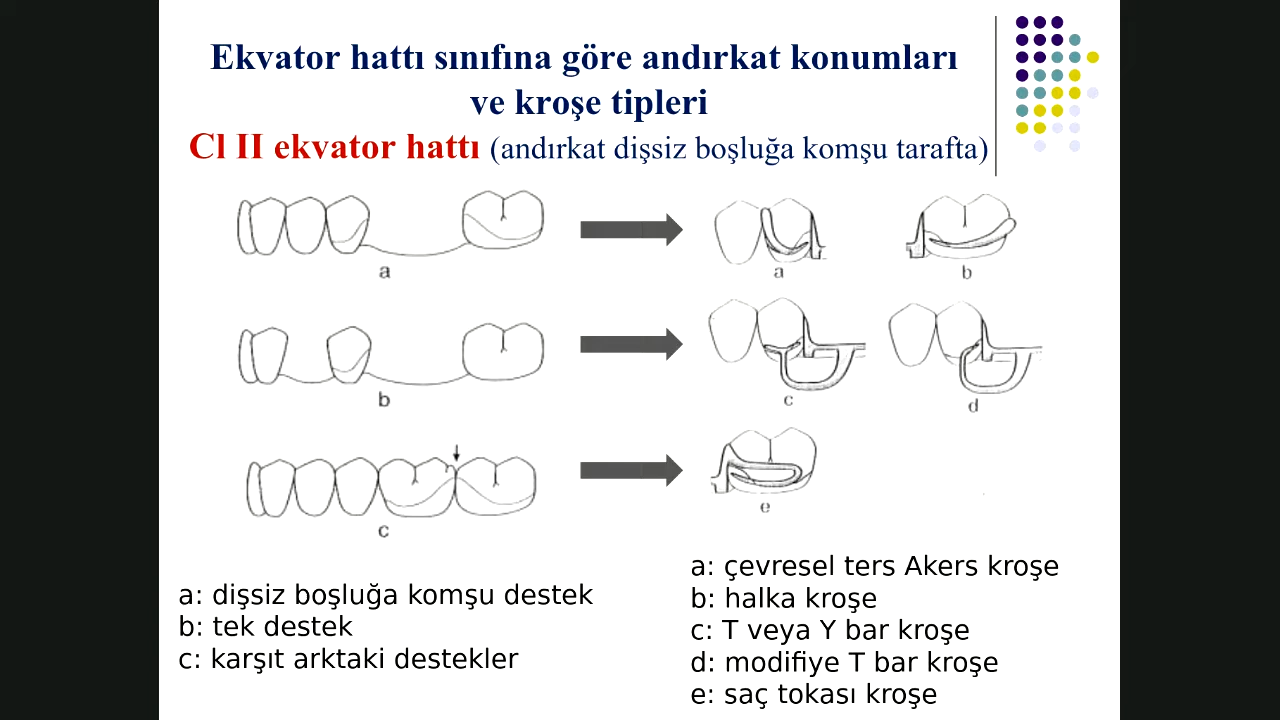 Ekvator hattı sınıfına göre andırkat konumları
ve kroşe tipleri
Cl II ekvator hattı (andırkat dişsiz boşluğa komşu tarafta)
a
a
b
b
c
d
c
e
a: dişsiz boşluğa komşu destek
b: tek destek
c: karşıt arktaki destekler
a: çevresel ters Akers kroşe
b: halka kroşe
c: T veya Y bar kroşe
d: modifiye T bar kroşe
e: saç tokası kroşe